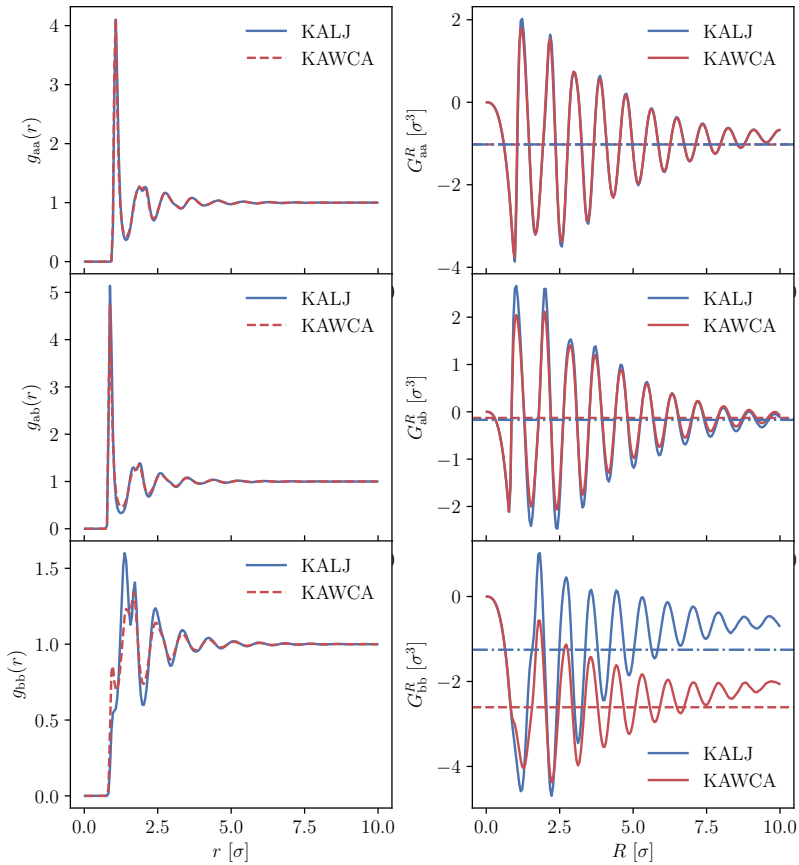 KALJ
KAWCA
g_aa(r)
4
3
2
1
0
KALJ
KAWCA
G^R_aa [σ^3]
2
0
−2
−4
KALJ
KAWCA
g_ab(r)
5
4
3
2
1
0
)
KALJ
KAWCA
G^R_ab [σ^3]
2
1
0
−1
−2
)
KALJ
KAWCA
g_bb(r)
1.5
1.0
0.5
0.0
0.0 2.5 5.0 7.5 10.0
r [σ]
)
G^R_bb [σ^3]
0
−2
−4
KALJ
KAWCA
0.0 2.5 5.0 7.5 10.0
R [σ]
)